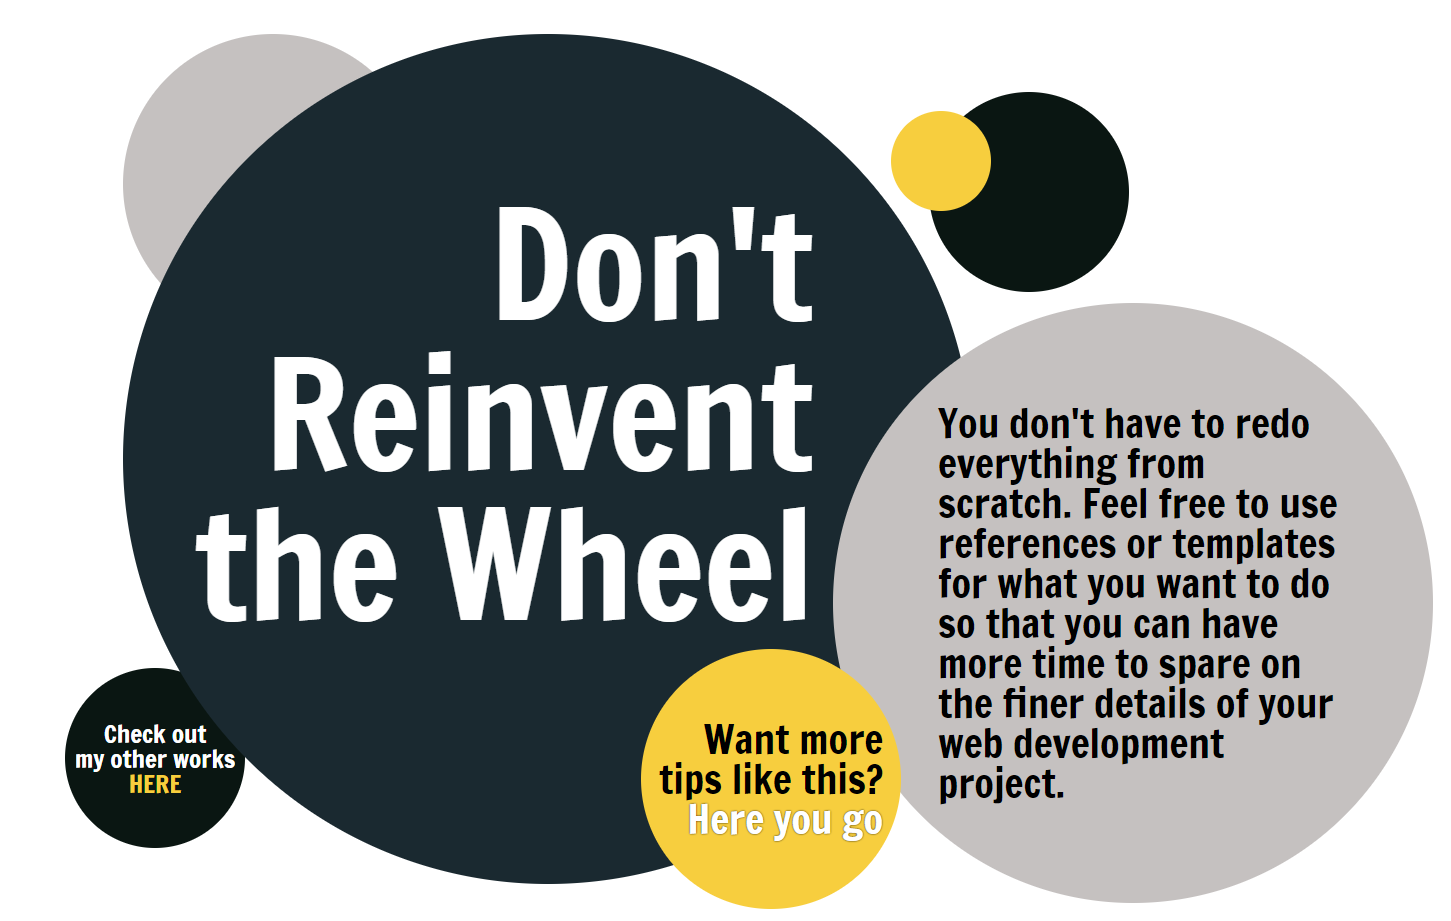 Don't
Reinvent
the Wheel
You don't have to redo
everything from
scratch. Feel free to use
references or templates
for what you want to do
so that you can have
more time to spare on
the finer details of your
web development
project.
Check out
my other works
HERE
Want more
tips like this?
Here you go